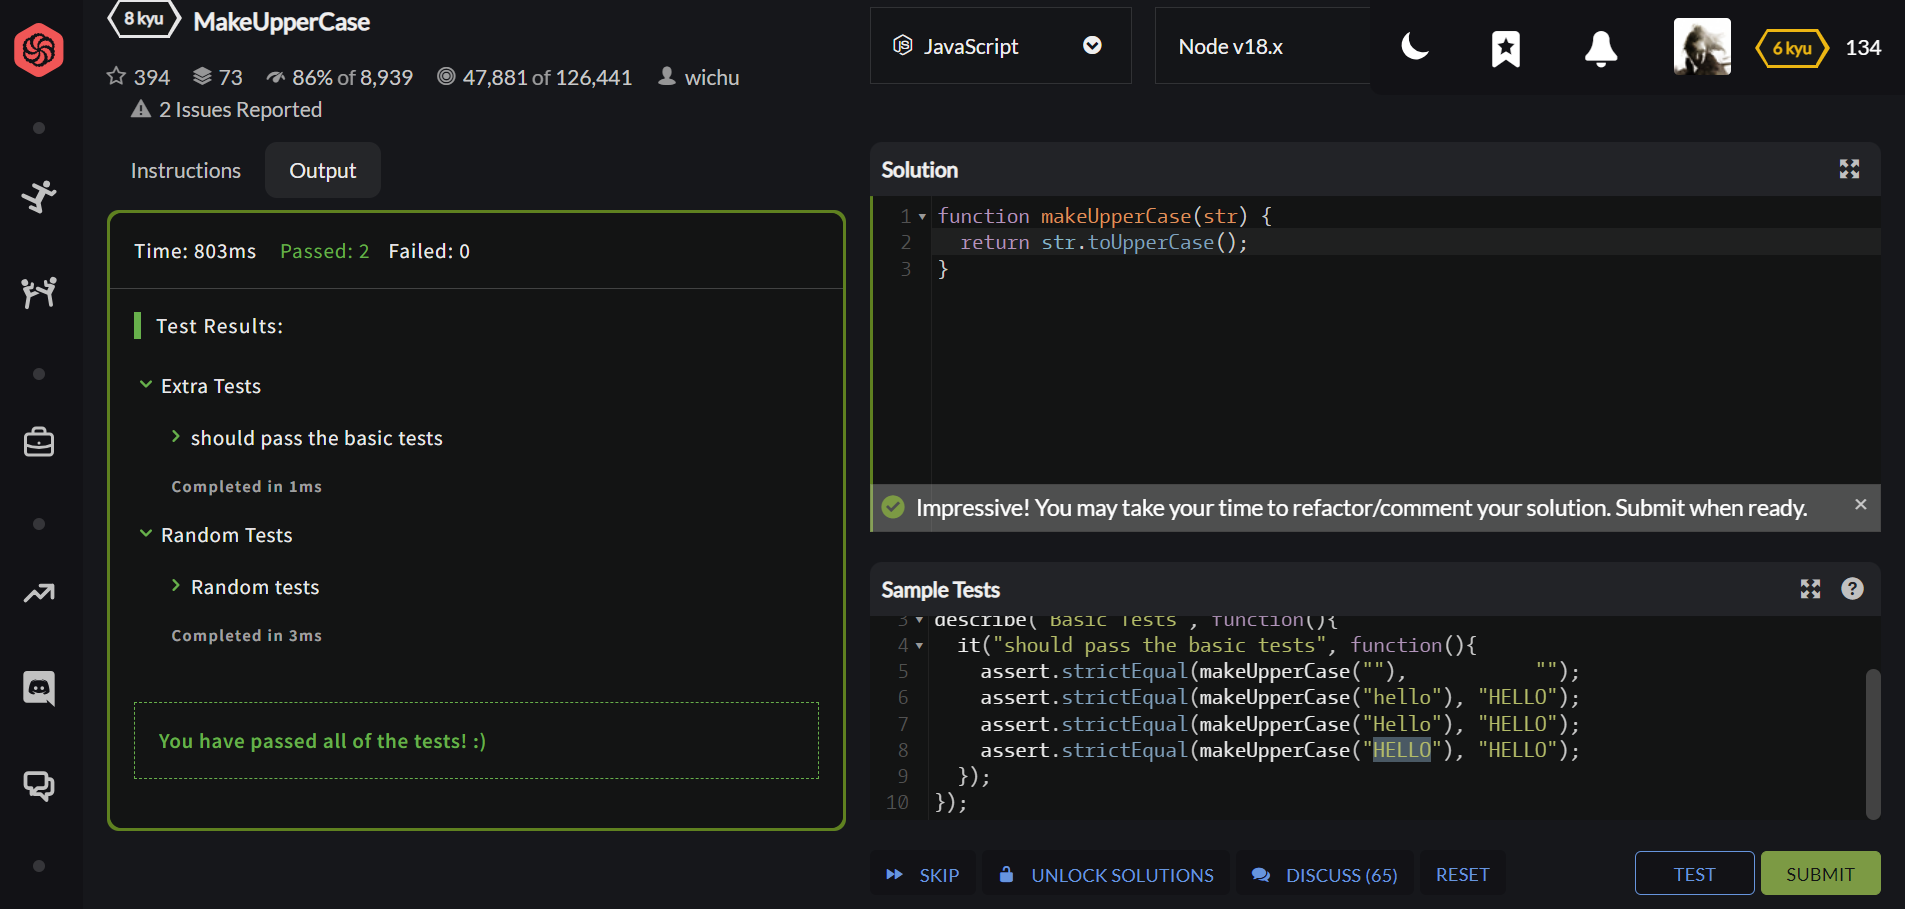 8 kyu MakeUpperCase
394 73 86% of 8,939 47,881 of 126,441 wichu
2 Issues Reported
JavaScript
Node v18.x
6 kyu 134
Instructions Output
Time: 803ms Passed: 2 Failed: 0
Test Results:
Extra Tests
should pass the basic tests
Completed in 1ms
Random Tests
Random tests
Completed in 3ms
You have passed all of the tests! :)
Solution
1 function makeUpperCase(str) {
2 return str.toUpperCase();
3 }
Impressive! You may take your time to refactor/comment your solution. Submit when ready.
Sample Tests
3 describe("Basic Tests", function(){
4 it("should pass the basic tests", function(){
5 assert.strictEqual(makeUpperCase(""), "");
6 assert.strictEqual(makeUpperCase("hello"), "HELLO");
7 assert.strictEqual(makeUpperCase("Hello"), "HELLO");
8 assert.strictEqual(makeUpperCase("HELLO"), "HELLO");
9 });
10 });
SKIP UNLOCK SOLUTIONS DISCUSS (65) RESET TEST SUBMIT